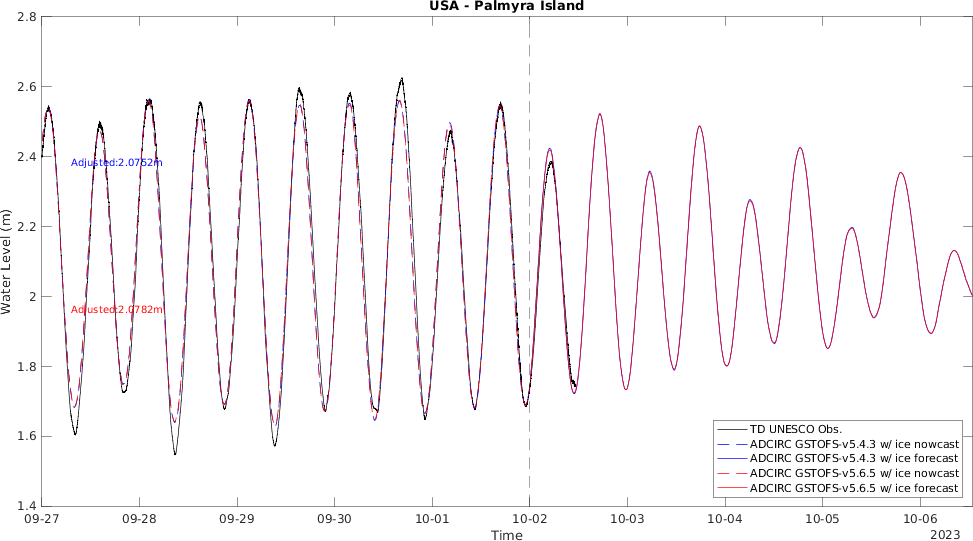 USA - Palmyra Island
2.8
2.6
2.4
2.2
2
1.8
1.6
1.4
Water Level (m)
Adjusted:2.0752m
Adjusted:2.0782m
TD UNESCO Obs.
ADCIRC GSTOFS-v5.4.3 w/ ice nowcast
ADCIRC GSTOFS-v5.4.3 w/ ice forecast
ADCIRC GSTOFS-v5.6.5 w/ ice nowcast
ADCIRC GSTOFS-v5.6.5 w/ ice forecast
09-27 09-28 09-29 09-30 10-01 10-02 10-03 10-04 10-05 10-06
Time
2023